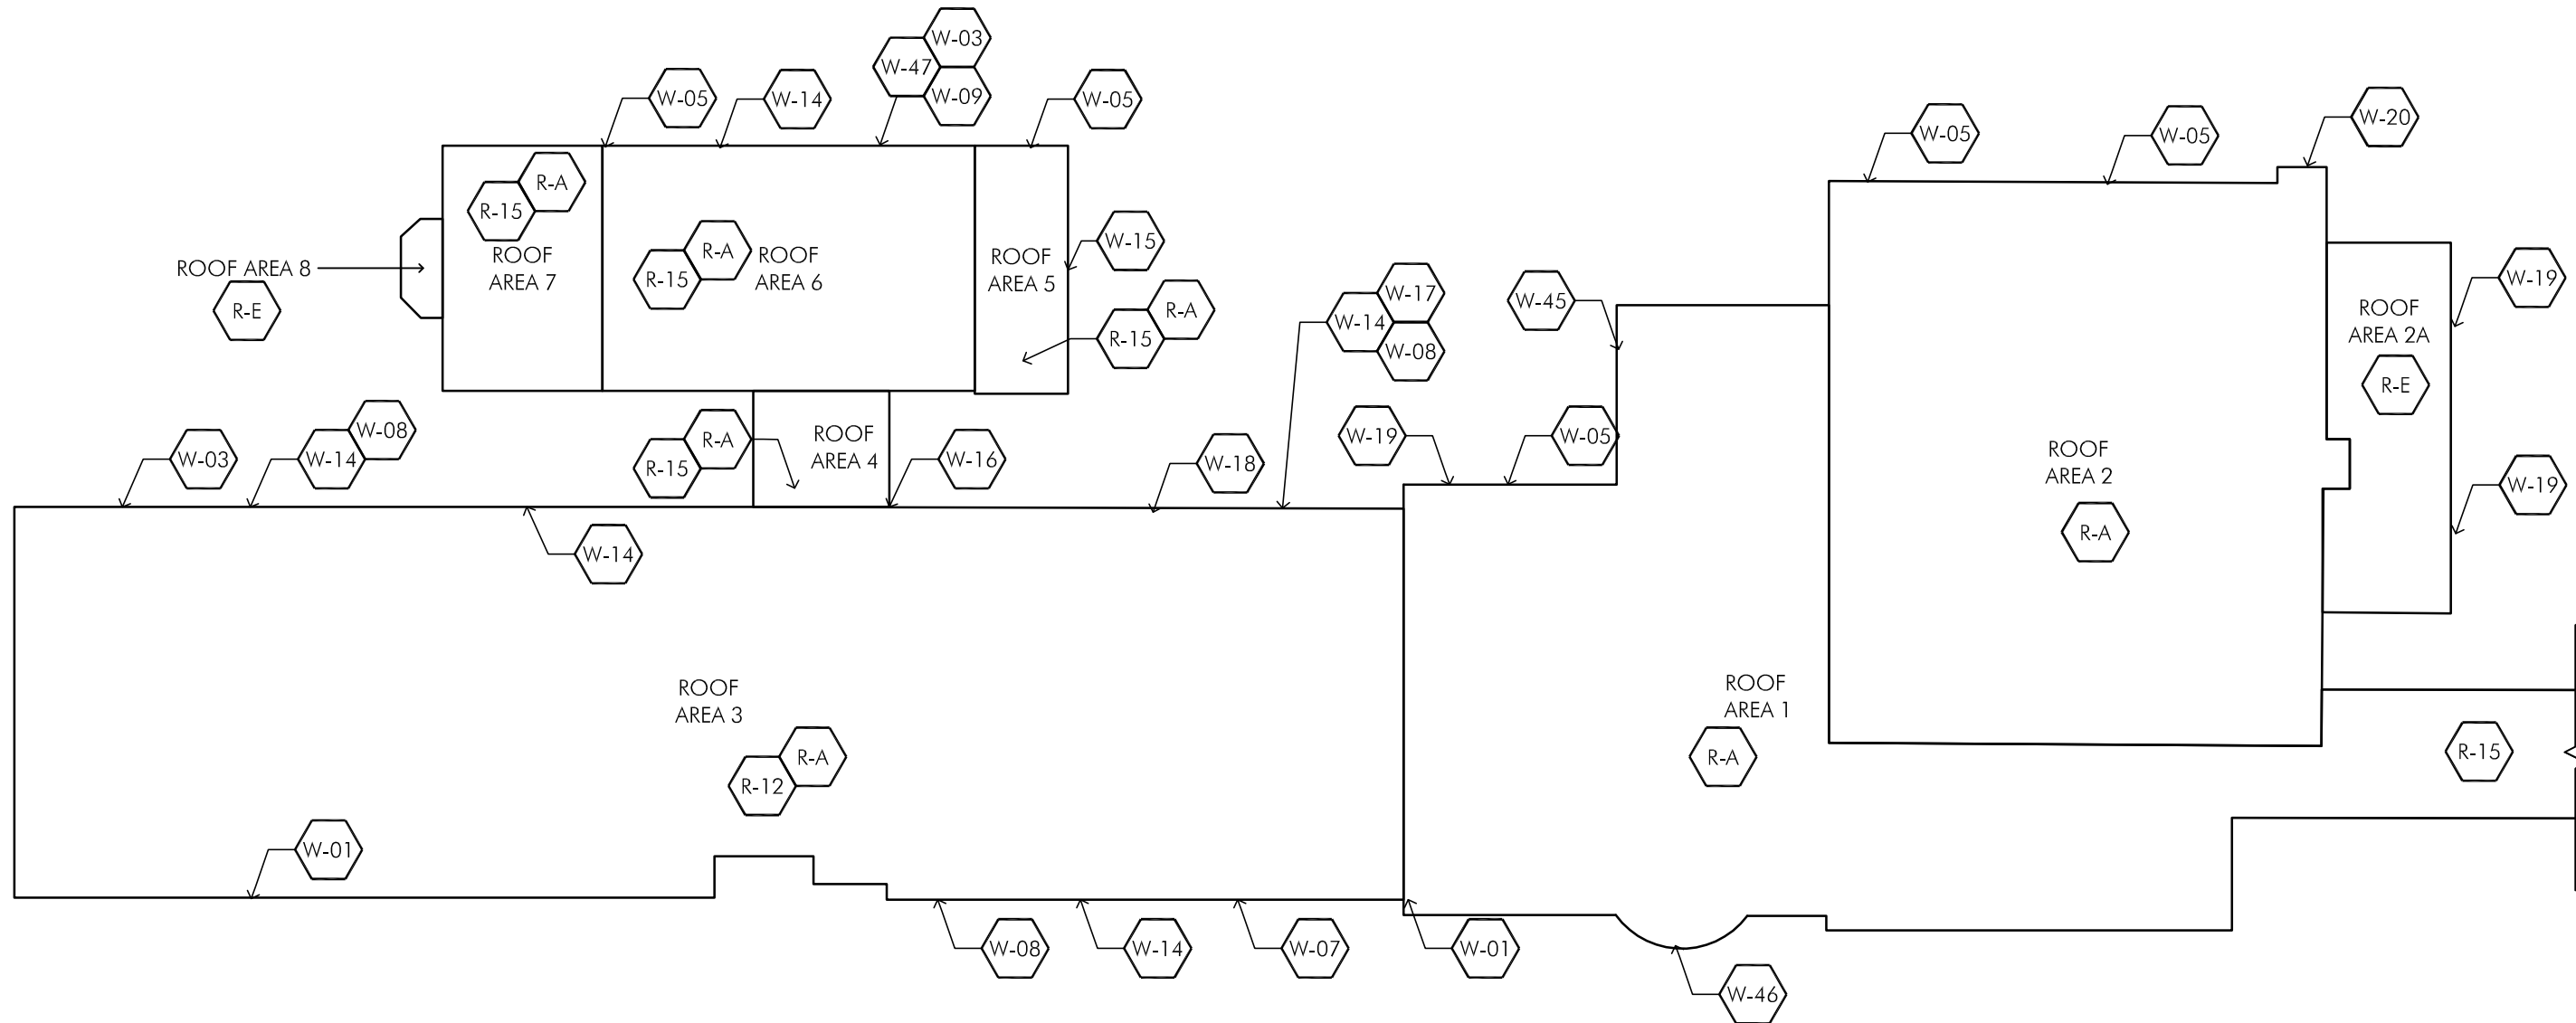 W-03
W-47
W-09
W-05
W-14
W-05
W-20
W-05
W-05
R-A
R-15
W-15
R-A
R-15
ROOF
AREA 7
ROOF
AREA 6
ROOF
AREA 5
ROOF AREA 8
R-E
R-A
R-15
W-17
W-14
W-08
W-45
W-19
ROOF
AREA 2A
R-E
W-08
W-14
W-03
R-A
R-15
ROOF
AREA 4
W-16
W-18
W-19
W-05
ROOF
AREA 2
R-A
W-19
W-14
ROOF
AREA 3
R-A
R-12
ROOF
AREA 1
R-A
R-15
W-01
W-08
W-14
W-07
W-01
W-46